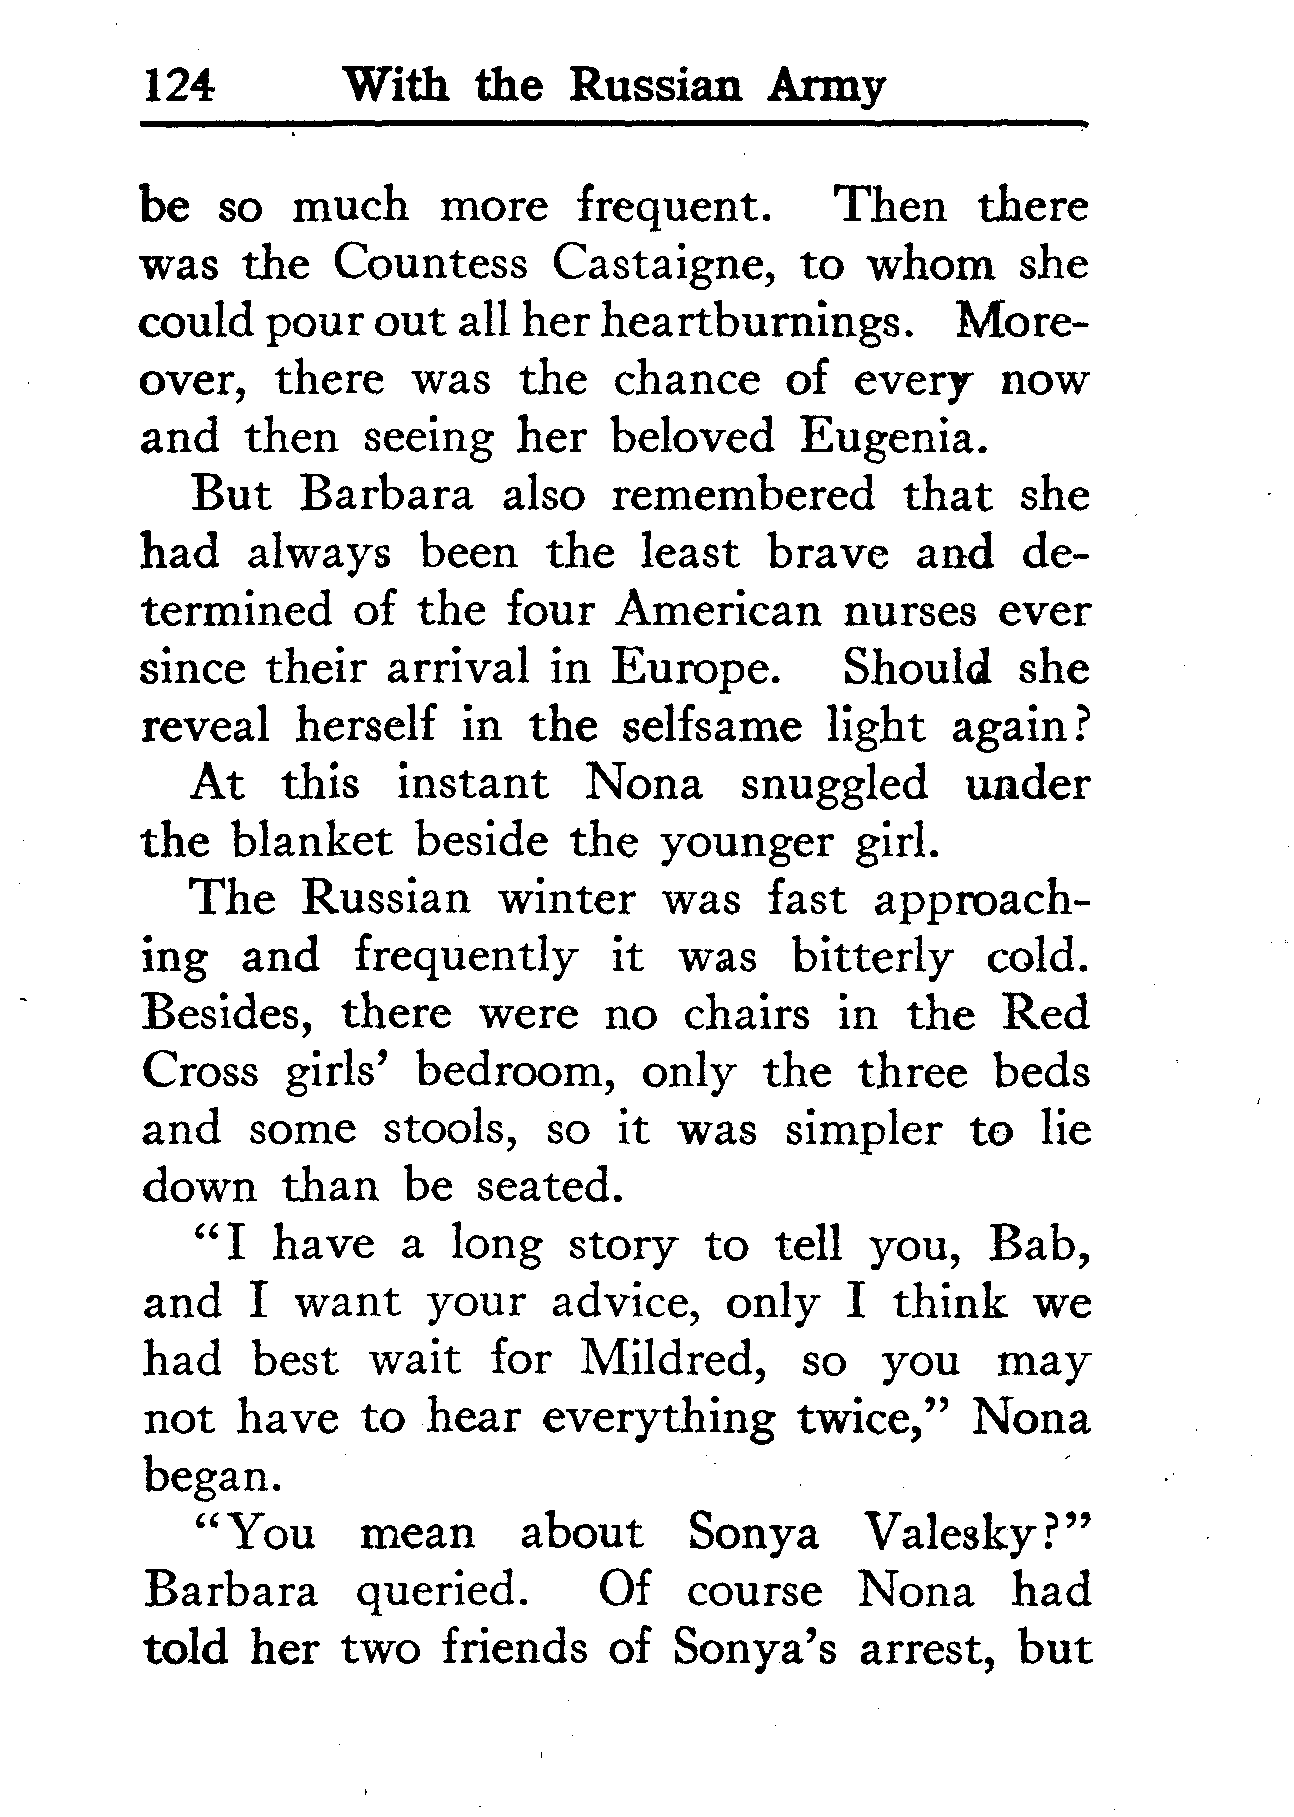 124 With the Russian Army
be so much more frequent. Then there
was the Countess Castaigne, to whom she
could pour out all her heartburnings. More-
over, there was the chance of every now
and then seeing her beloved Eugenia.
But Barbara also remembered that she
had always been the least brave and de-
termined of the four American nurses ever
since their arrival in Europe. Should she
reveal herself in the selfsame light again?
At this instant Nona snuggled under
the blanket beside the younger girl.
The Russian winter was fast approach-
ing and frequently it was bitterly cold.
Besides, there were no chairs in the Red
Cross girls' bedroom, only the three beds
and some stools, so it was simpler to lie
down than be seated.
"I have a long story to tell you, Bab,
and I want your advice, only I think we
had best wait for Mildred, so you may
not have to hear everything twice," Nona
began.
"You mean about Sonya Valesky?"
Barbara queried. Of course Nona had
told her two friends of Sonya's arrest, but